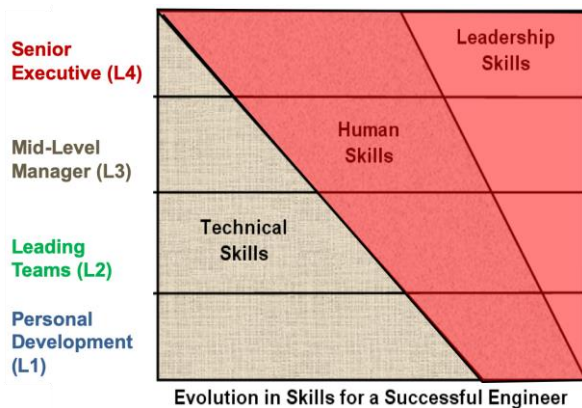 Senior
Executive (L4)
Leadership
Skills
Mid-Level
Manager (L3)
Human
Skills
Leading
Teams (L2)
Technical
Skills
Personal
Development
(L1)
Evolution in Skills for a Successful Engineer